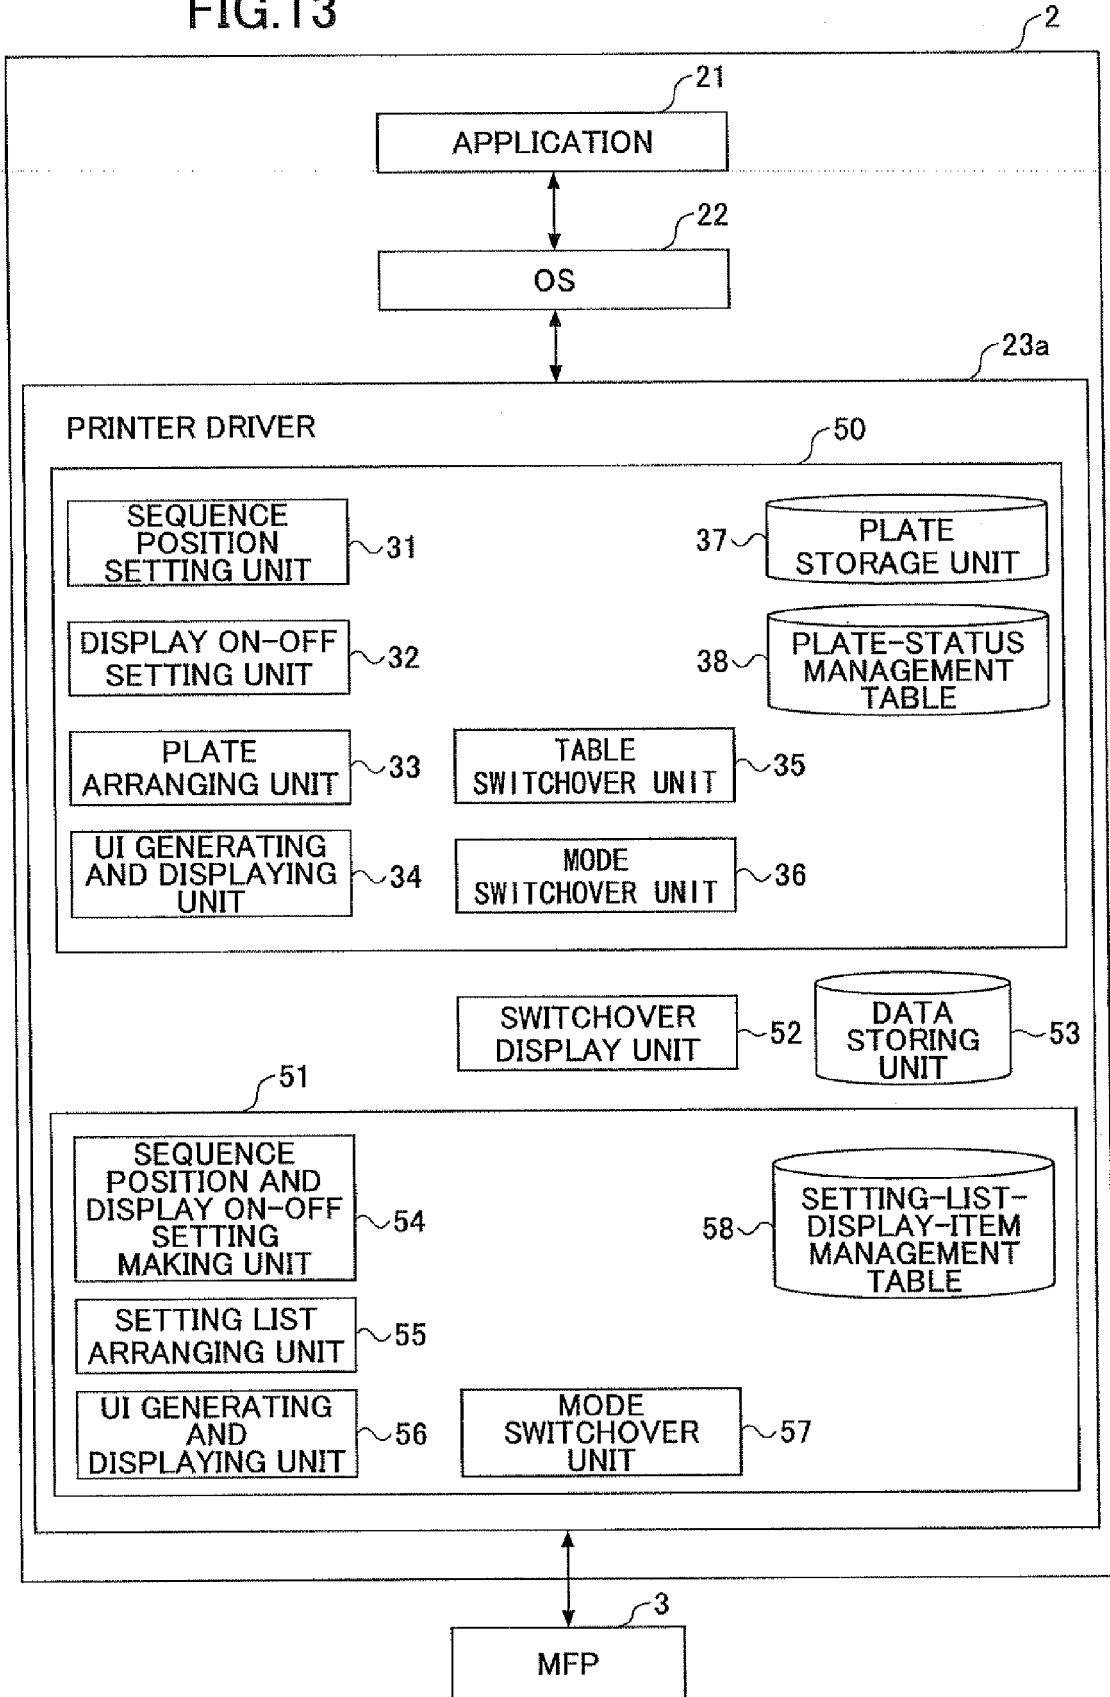 FIG.13
2
21
APPLICATION
22
OS
23a
PRINTER DRIVER
50
SEQUENCE
POSITION
SETTING UNIT
31
37
PLATE
STORAGE UNIT
DISPLAY ON-OFF
SETTING UNIT
32
38
PLATE-STATUS
MANAGEMENT
TABLE
PLATE
ARRANGING UNIT
33
TABLE
SWITCHOVER UNIT
35
UI GENERATING
AND DISPLAYING
UNIT
34
MODE
SWITCHOVER UNIT
36
SWITCHOVER
DISPLAY UNIT
52
DATA
STORING
UNIT
53
51
SEQUENCE
POSITION AND
DISPLAY ON-OFF
SETTING
MAKING UNIT
54
58
SETTING-LIST-
DISPLAY-ITEM
MANAGEMENT
TABLE
SETTING LIST
ARRANGING UNIT
55
UI GENERATING
AND
DISPLAYING UNIT
56
MODE
SWITCHOVER
UNIT
57
3
MFP